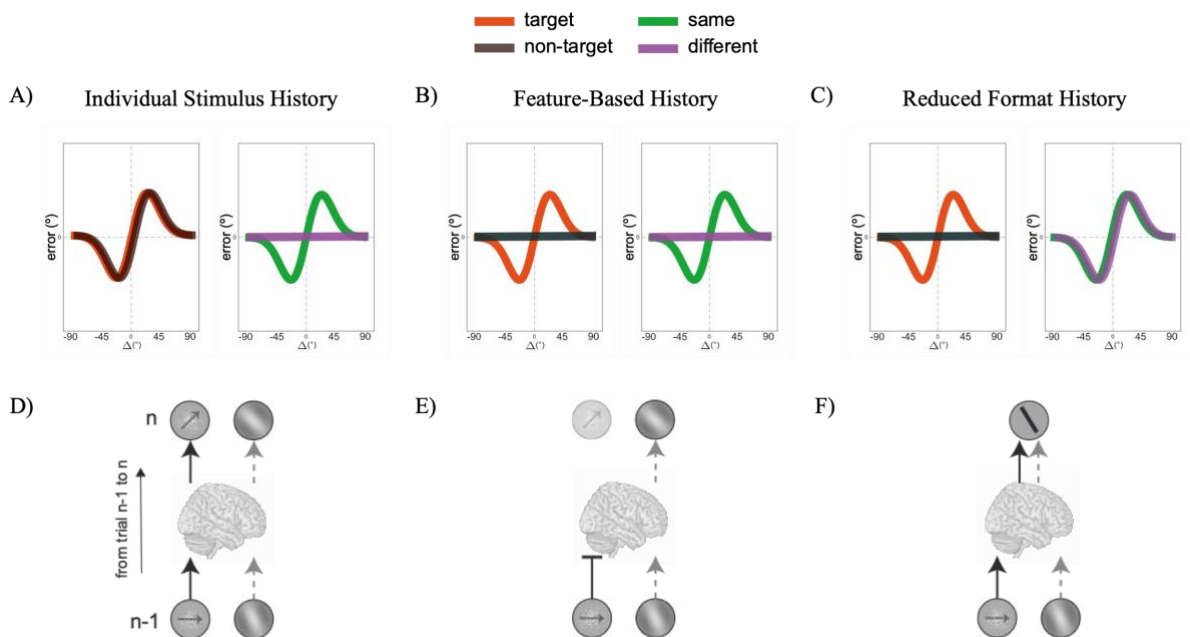 target same
non-target different
A) Individual Stimulus History B) Feature-Based History C) Reduced Format History
error (º) 0 -90 -45 0 45 90 Δ(°)
0 -90 -45 0 45 90 Δ(°)
error (º) 0 -90 -45 0 45 90 Δ(°)
error (º) 0 -90 -45 0 45 90 Δ(°)
error (º) 0 -90 -45 0 45 90 Δ(°)
error (º) 0 -90 -45 0 45 90 Δ(°)
D) E) F)
n
from trial n-1 to n
n-1